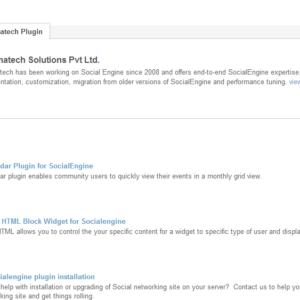 atech Plugin
natech Solutions Pvt Ltd.
tech has been working on Social Engine since 2008 and offers end-to-end SocialEngine expertise
ntation, customization, migration from older versions of SocialEngine and performance tuning. view
dar Plugin for SocialEngine
ar plugin enables community users to quickly view their events in a monthly grid view.
HTML Block Widget for Socialengine
HTML allows you to control the your specific content for a widget to specific type of user and displa
ialengine plugin installation
with installation or upgrading of Social networking site on your server? Contact us to help yo
king site and get things rolling.